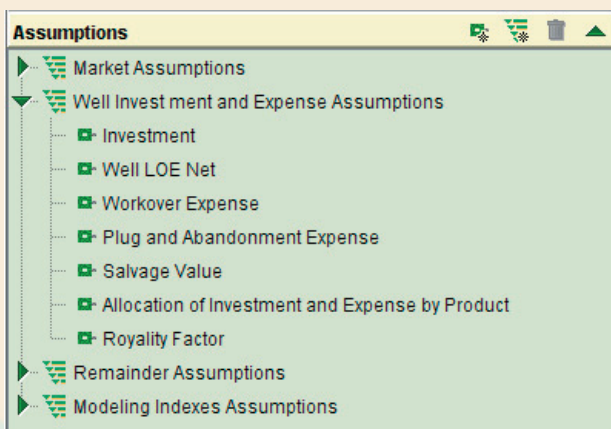 Assumptions
Market Assumptions
Well Invest ment and Expense Assumptions
Investment
Well LOE Net
Workover Expense
Plug and Abandonment Expense
Salvage Value
Allocation of Investment and Expense by Product
Royality Factor
Remainder Assumptions
Modeling Indexes Assumptions